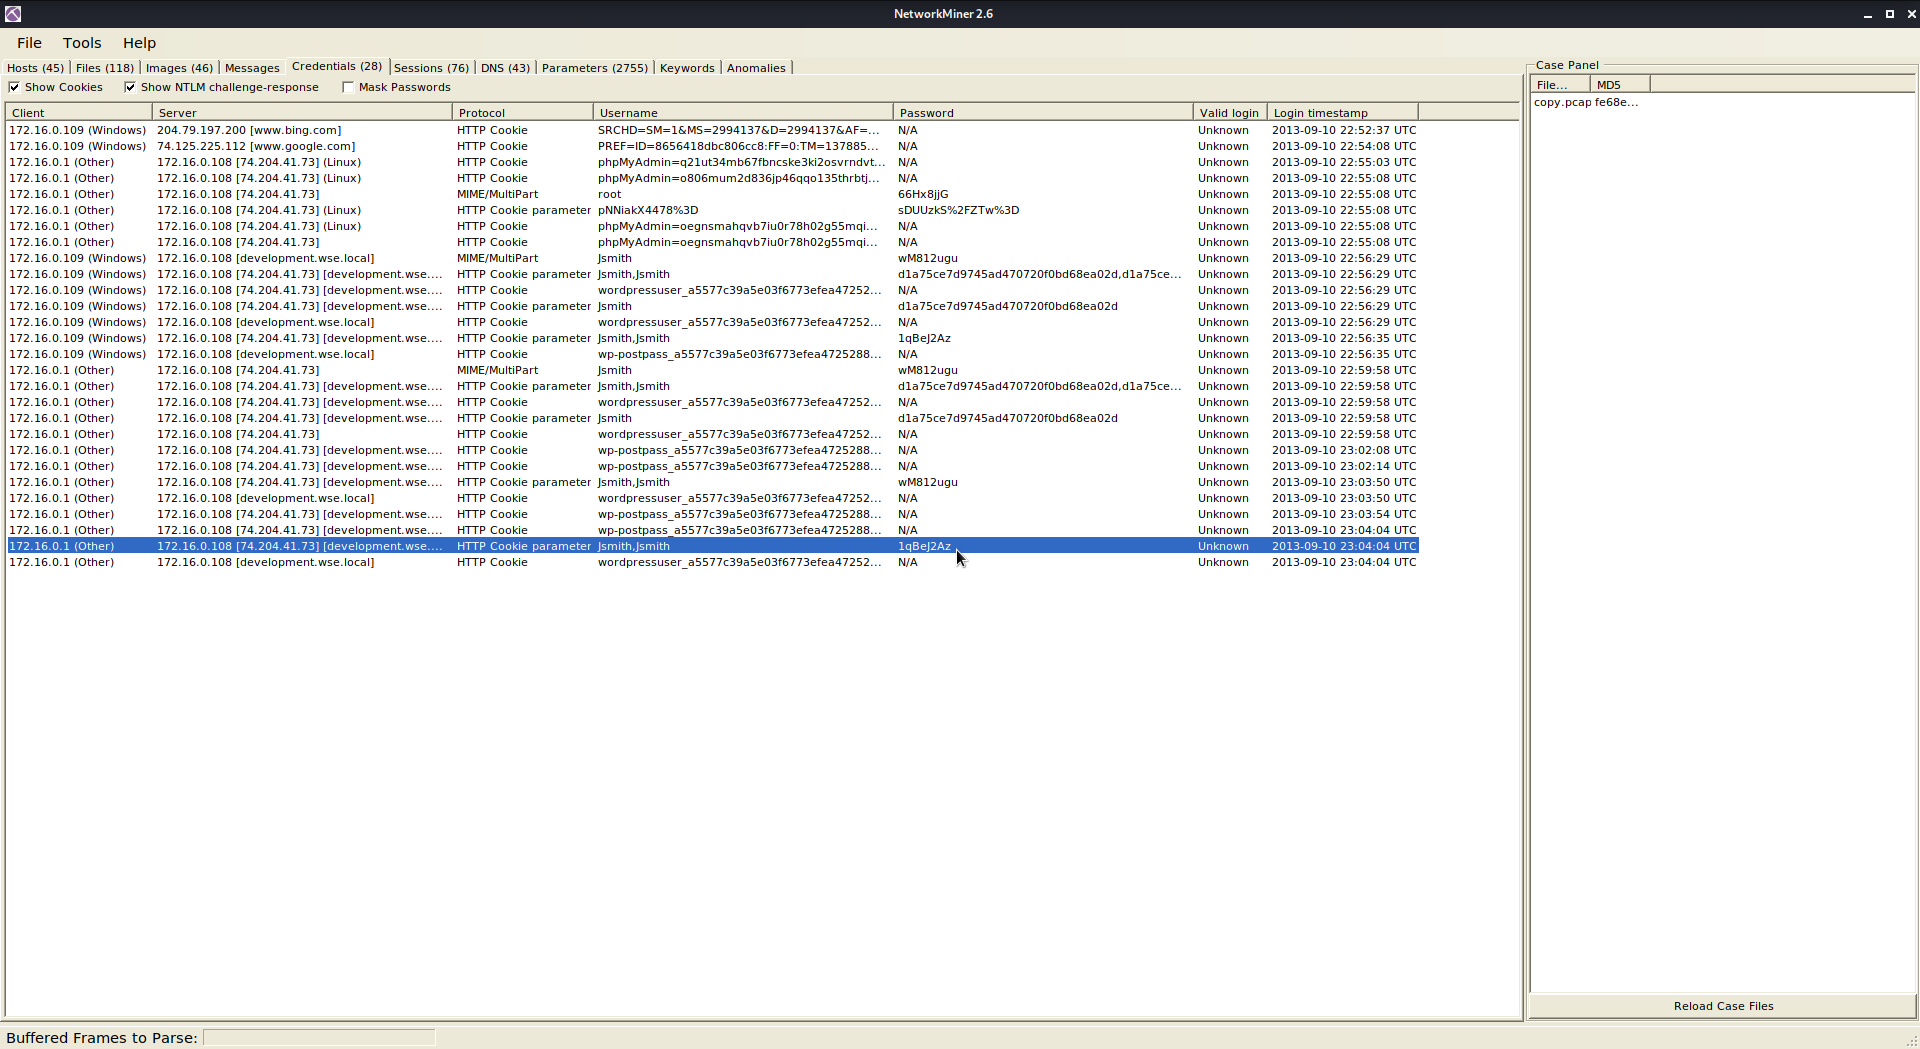 NetworkMiner 2.6
File Tools Help
Hosts (45) Files (118) Images (46) Messages Credentials (28) Sessions (76) DNS (43) Parameters (2755) Keywords Anomalies
Show Cookies Show NTLM challenge-response Mask Passwords
Client Server Protocol Username Password Valid login Login timestamp
172.16.0.109 (Windows) 204.79.197.200 [www.bing.com] HTTP Cookie SRCHD=SM=1&MS=2994137&D=2994137&AF=... N/A Unknown 2013-09-10 22:52:37 UTC
172.16.0.109 (Windows) 74.125.225.112 [www.google.com] HTTP Cookie PREF=ID=8656418dbc806cc8:FF=0:TM=137885... N/A Unknown 2013-09-10 22:54:08 UTC
172.16.0.1 (Other) 172.16.0.108 [74.204.41.73] (Linux) HTTP Cookie phpMyAdmin=q21ut34mb67fbncske3ki2osvrndvt... N/A Unknown 2013-09-10 22:55:03 UTC
172.16.0.1 (Other) 172.16.0.108 [74.204.41.73] (Linux) HTTP Cookie phpMyAdmin=o806mum2d836jp46qqo135thrbtj... N/A Unknown 2013-09-10 22:55:08 UTC
172.16.0.1 (Other) 172.16.0.108 [74.204.41.73] MIME/MultiPart root 66Hx8jjG Unknown 2013-09-10 22:55:08 UTC
172.16.0.1 (Other) 172.16.0.108 [74.204.41.73] (Linux) HTTP Cookie parameter pNNiakX4478%3D sDUUzkS%2FZTw%3D Unknown 2013-09-10 22:55:08 UTC
172.16.0.1 (Other) 172.16.0.108 [74.204.41.73] (Linux) HTTP Cookie phpMyAdmin=oegnsmahqvb7iu0r78h02g55mqi... N/A Unknown 2013-09-10 22:55:08 UTC
172.16.0.1 (Other) 172.16.0.108 [74.204.41.73] HTTP Cookie phpMyAdmin=oegnsmahqvb7iu0r78h02g55mqi... N/A Unknown 2013-09-10 22:55:08 UTC
172.16.0.109 (Windows) 172.16.0.108 [development.wse.local] MIME/MultiPart Jsmith wM812ugu Unknown 2013-09-10 22:56:29 UTC
172.16.0.109 (Windows) 172.16.0.108 [74.204.41.73] [development.wse.... HTTP Cookie parameter Jsmith,Jsmith d1a75ce7d9745ad470720f0bd68ea02d,d1a75ce... Unknown 2013-09-10 22:56:29 UTC
172.16.0.109 (Windows) 172.16.0.108 [74.204.41.73] [development.wse.... HTTP Cookie wordpressuser_a5577c39a5e03f6773efea47252... N/A Unknown 2013-09-10 22:56:29 UTC
172.16.0.109 (Windows) 172.16.0.108 [74.204.41.73] [development.wse.... HTTP Cookie parameter Jsmith d1a75ce7d9745ad470720f0bd68ea02d Unknown 2013-09-10 22:56:29 UTC
172.16.0.109 (Windows) 172.16.0.108 [development.wse.local] HTTP Cookie wordpressuser_a5577c39a5e03f6773efea47252... N/A Unknown 2013-09-10 22:56:29 UTC
172.16.0.109 (Windows) 172.16.0.108 [74.204.41.73] [development.wse.... HTTP Cookie parameter Jsmith,Jsmith 1qBeJ2Az Unknown 2013-09-10 22:56:35 UTC
172.16.0.109 (Windows) 172.16.0.108 [development.wse.local] HTTP Cookie wp-postpass_a5577c39a5e03f6773efea4725288... N/A Unknown 2013-09-10 22:56:35 UTC
172.16.0.1 (Other) 172.16.0.108 [74.204.41.73] MIME/MultiPart Jsmith wM812ugu Unknown 2013-09-10 22:59:58 UTC
172.16.0.1 (Other) 172.16.0.108 [74.204.41.73] [development.wse.... HTTP Cookie parameter Jsmith,Jsmith d1a75ce7d9745ad470720f0bd68ea02d,d1a75ce... Unknown 2013-09-10 22:59:58 UTC
172.16.0.1 (Other) 172.16.0.108 [74.204.41.73] [development.wse.... HTTP Cookie wordpressuser_a5577c39a5e03f6773efea47252... N/A Unknown 2013-09-10 22:59:58 UTC
172.16.0.1 (Other) 172.16.0.108 [74.204.41.73] [development.wse.... HTTP Cookie parameter Jsmith d1a75ce7d9745ad470720f0bd68ea02d Unknown 2013-09-10 22:59:58 UTC
172.16.0.1 (Other) 172.16.0.108 [74.204.41.73] HTTP Cookie wordpressuser_a5577c39a5e03f6773efea47252... N/A Unknown 2013-09-10 22:59:58 UTC
172.16.0.1 (Other) 172.16.0.108 [74.204.41.73] [development.wse.... HTTP Cookie wp-postpass_a5577c39a5e03f6773efea4725288... N/A Unknown 2013-09-10 23:02:08 UTC
172.16.0.1 (Other) 172.16.0.108 [74.204.41.73] [development.wse.... HTTP Cookie wp-postpass_a5577c39a5e03f6773efea4725288... N/A Unknown 2013-09-10 23:02:14 UTC
172.16.0.1 (Other) 172.16.0.108 [74.204.41.73] [development.wse.... HTTP Cookie parameter Jsmith,Jsmith wM812ugu Unknown 2013-09-10 23:03:50 UTC
172.16.0.1 (Other) 172.16.0.108 [development.wse.local] HTTP Cookie wordpressuser_a5577c39a5e03f6773efea47252... N/A Unknown 2013-09-10 23:03:50 UTC
172.16.0.1 (Other) 172.16.0.108 [74.204.41.73] [development.wse.... HTTP Cookie wp-postpass_a5577c39a5e03f6773efea4725288... N/A Unknown 2013-09-10 23:03:54 UTC
172.16.0.1 (Other) 172.16.0.108 [74.204.41.73] [development.wse.... HTTP Cookie wp-postpass_a5577c39a5e03f6773efea4725288... N/A Unknown 2013-09-10 23:04:04 UTC
172.16.0.1 (Other) 172.16.0.108 [74.204.41.73] [development.wse.... HTTP Cookie parameter Jsmith,Jsmith 1qBeJ2Az Unknown 2013-09-10 23:04:04 UTC
172.16.0.1 (Other) 172.16.0.108 [development.wse.local] HTTP Cookie wordpressuser_a5577c39a5e03f6773efea47252... N/A Unknown 2013-09-10 23:04:04 UTC
Case Panel
File... MD5
copy.pcap fe68e...
Reload Case Files
Buffered Frames to Parse: